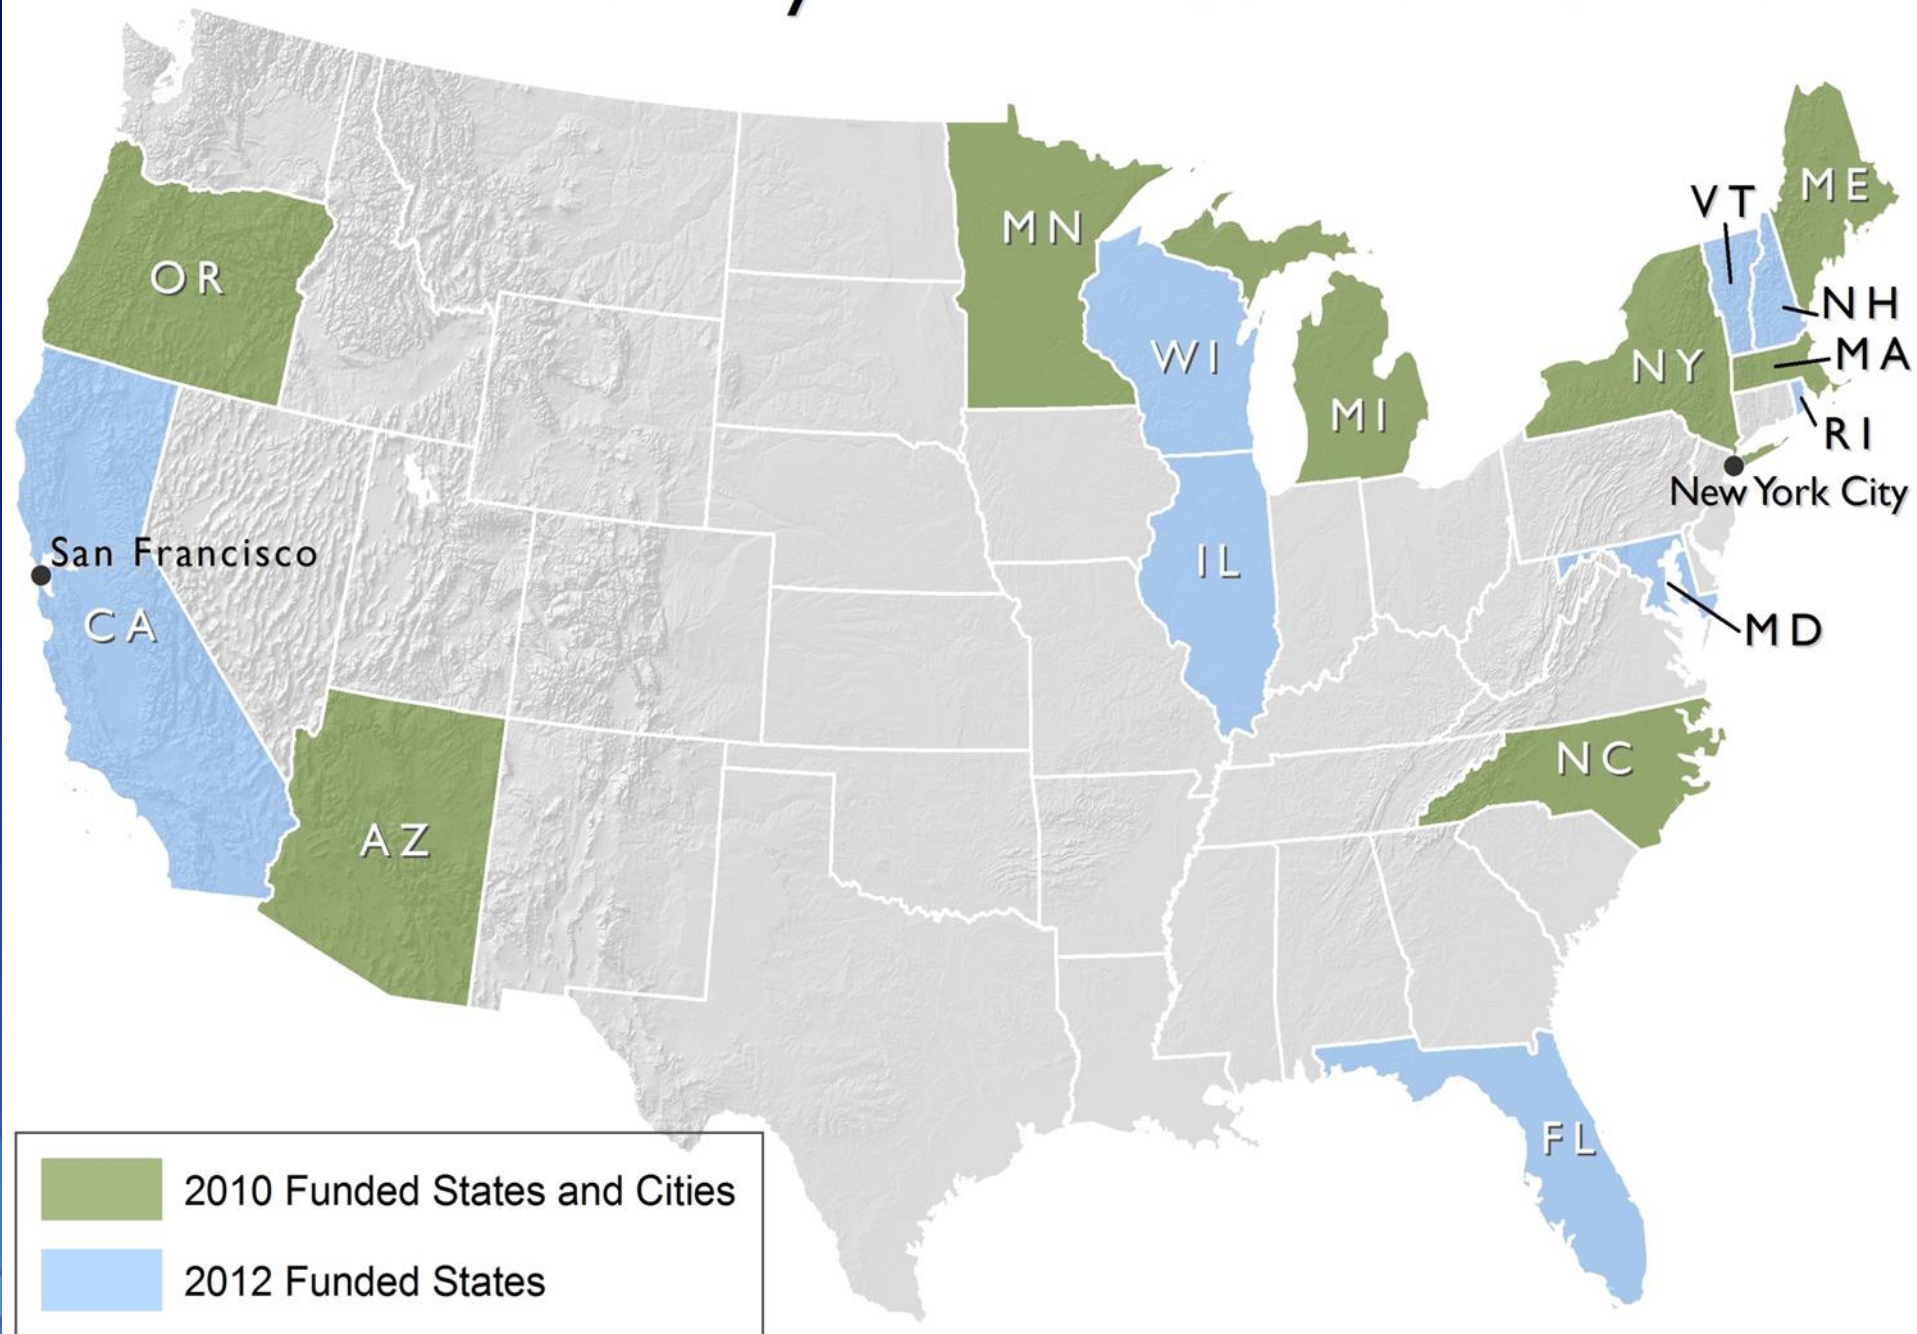 VT
ME
MN
OR
NH
MA
WI
NY
MI
RI
New York City
San Francisco
IL
CA
MD
NC
AZ
FL
2010 Funded States and Cities
2012 Funded States